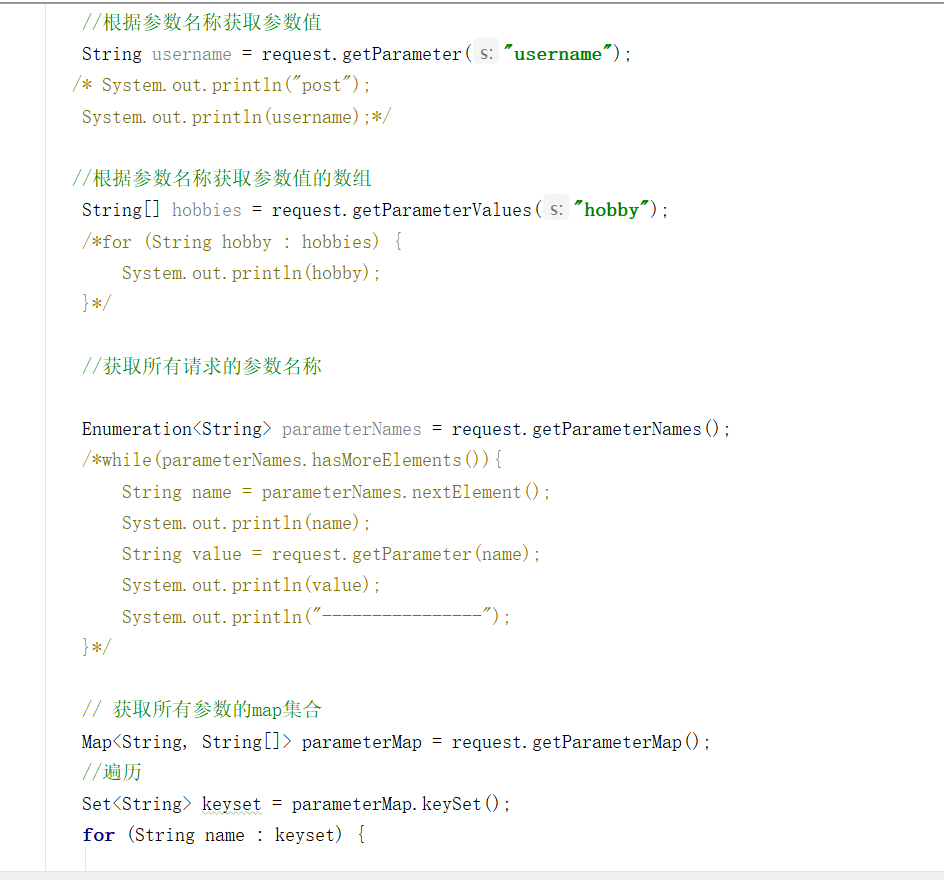 //根据参数名称获取参数值
String username = request.getParameter( s: "username");
/* System.out.println("post");
System.out.println(username);*/
//根据参数名称获取参数值的数组
String[] hobbies = request.getParameterValues( s: "hobby");
/*for (String hobby : hobbies) {
System.out.println(hobby);
}*/
//获取所有请求的参数名称
Enumeration<String> parameterNames = request.getParameterNames();
/*while(parameterNames.hasMoreElements()){
String name = parameterNames.nextElement();
System.out.println(name);
String value = request.getParameter(name);
System.out.println(value);
System.out.println("----------------");
}*/
// 获取所有参数的map集合
Map<String, String[]> parameterMap = request.getParameterMap();
//遍历
Set<String> keyset = parameterMap.keySet();
for (String name : keyset) {